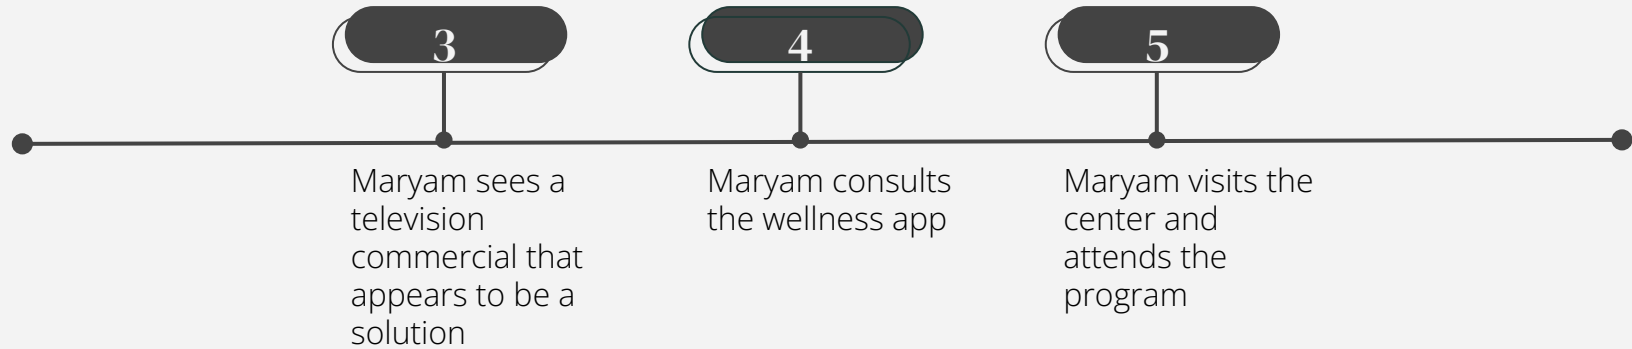 3
4
5
Maryam sees a
television
commercial that
appears to be a
solution
Maryam consults
the wellness app
Maryam visits the
center and
attends the
program